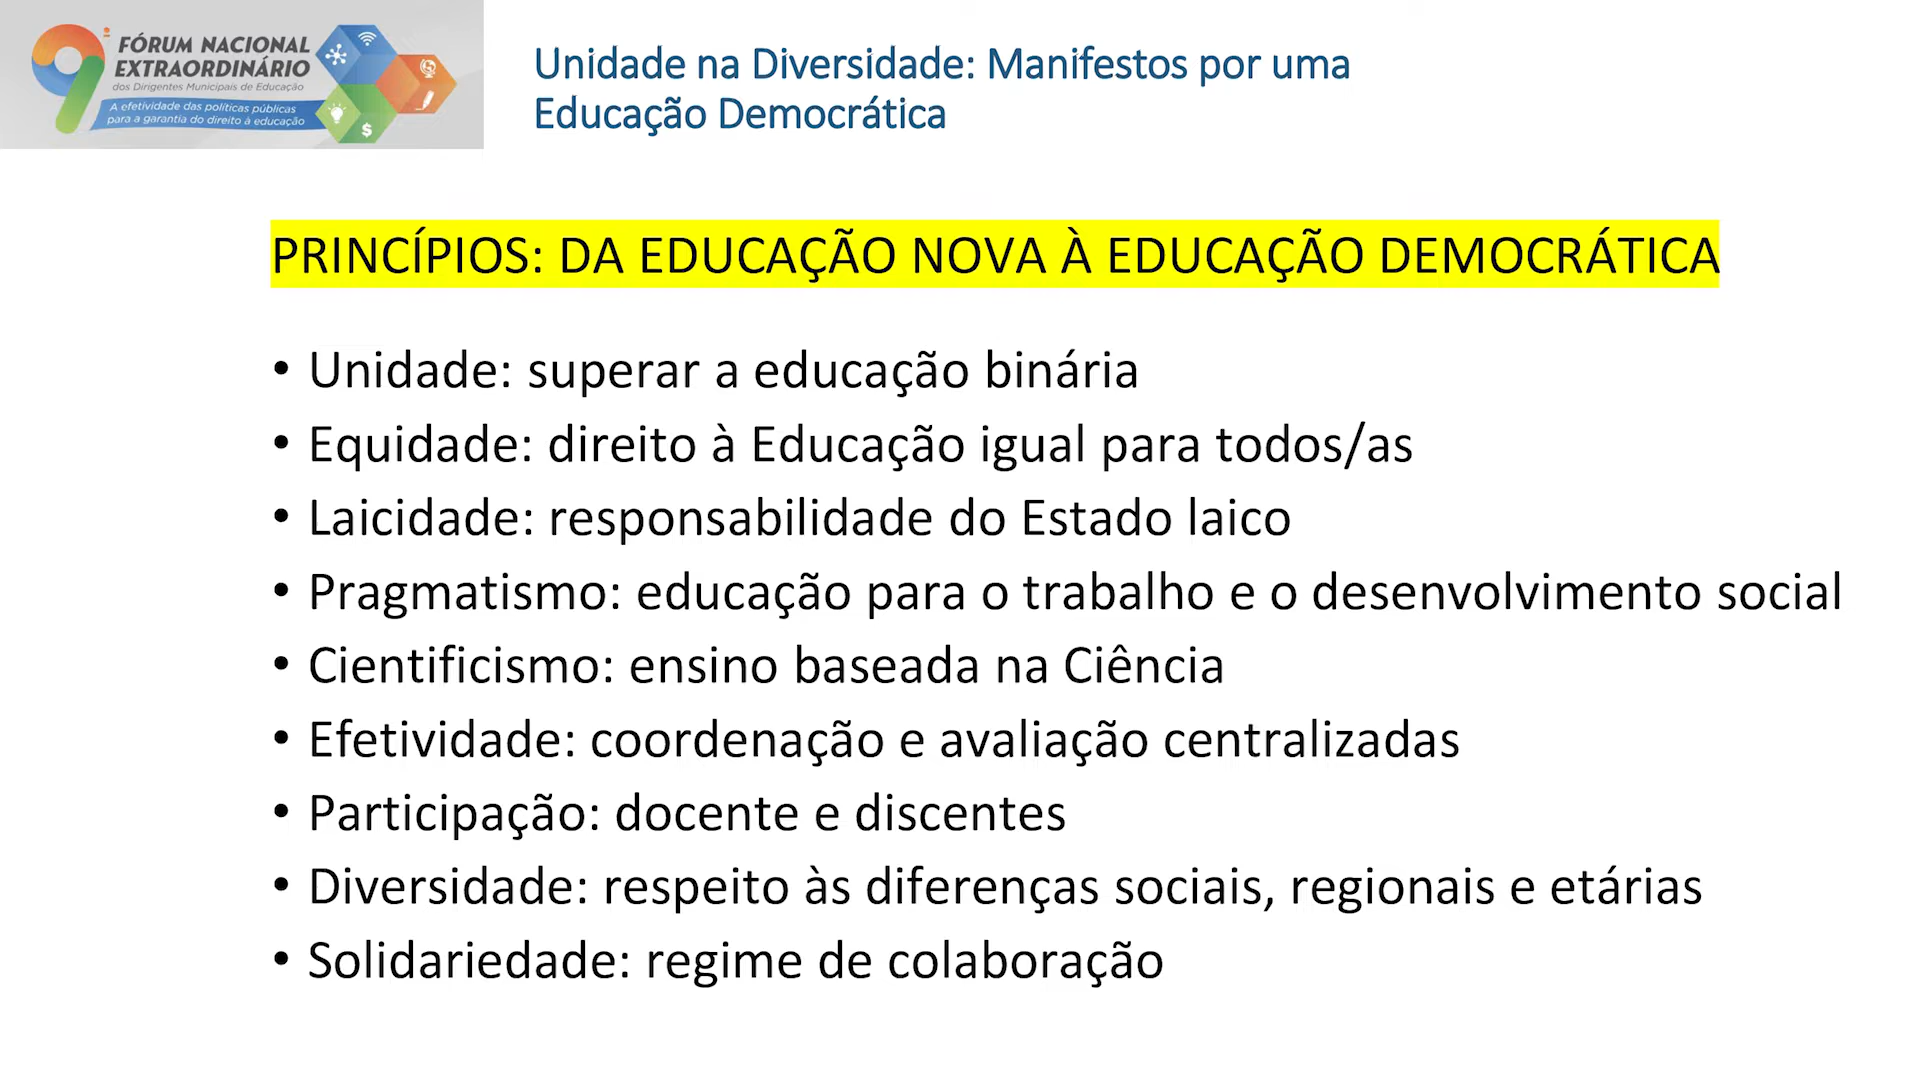 9º FÓRUM NACIONAL
EXTRAORDINÁRIO
dos Dirigentes Municipais de Educação
A efetividade das políticas públicas
para a garantia do direito à educação
$
Unidade na Diversidade: Manifestos por uma
Educação Democrática
PRINCÍPIOS: DA EDUCAÇÃO NOVA À EDUCAÇÃO DEMOCRÁTICA
• Unidade: superar a educação binária
• Equidade: direito à Educação igual para todos/as
• Laicidade: responsabilidade do Estado laico
• Pragmatismo: educação para o trabalho e o desenvolvimento social
• Cientificismo: ensino baseada na Ciência
• Efetividade: coordenação e avaliação centralizadas
• Participação: docente e discentes
• Diversidade: respeito às diferenças sociais, regionais e etárias
• Solidariedade: regime de colaboração